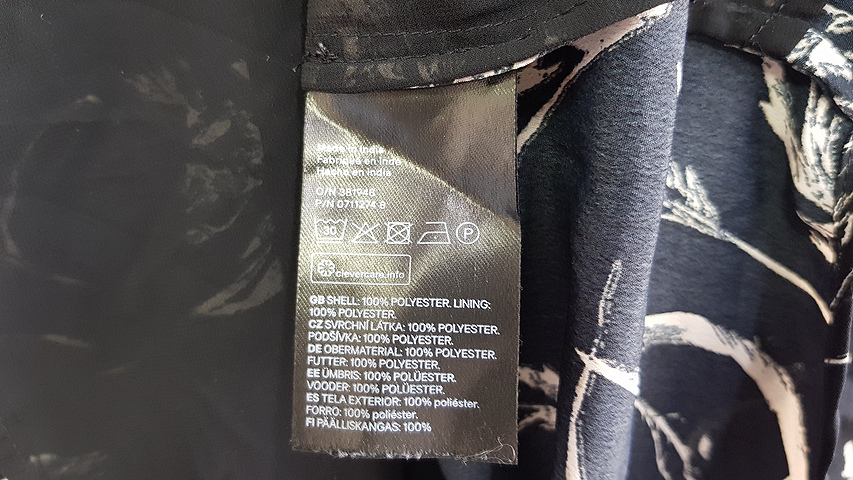 Made in India
Fabriqué en Inde
Hecho en India
O/N 381946
P/N 0711274 8
30
P
clevercare.info
GB SHELL: 100% POLYESTER. LINING:
100% POLYESTER.
CZ SVRCHNÍ LÁTKA: 100% POLYESTER.
PODŠÍVKA: 100% POLYESTER.
DE OBERMATERIAL: 100% POLYESTER.
FUTTER: 100% POLYESTER.
EE ÜMBRIS: 100% POLÜESTER.
VOODER: 100% POLÜESTER.
ES TELA EXTERIOR: 100% poliéster.
FORRO: 100% poliéster.
FI PÄÄLLISKANGAS: 100%